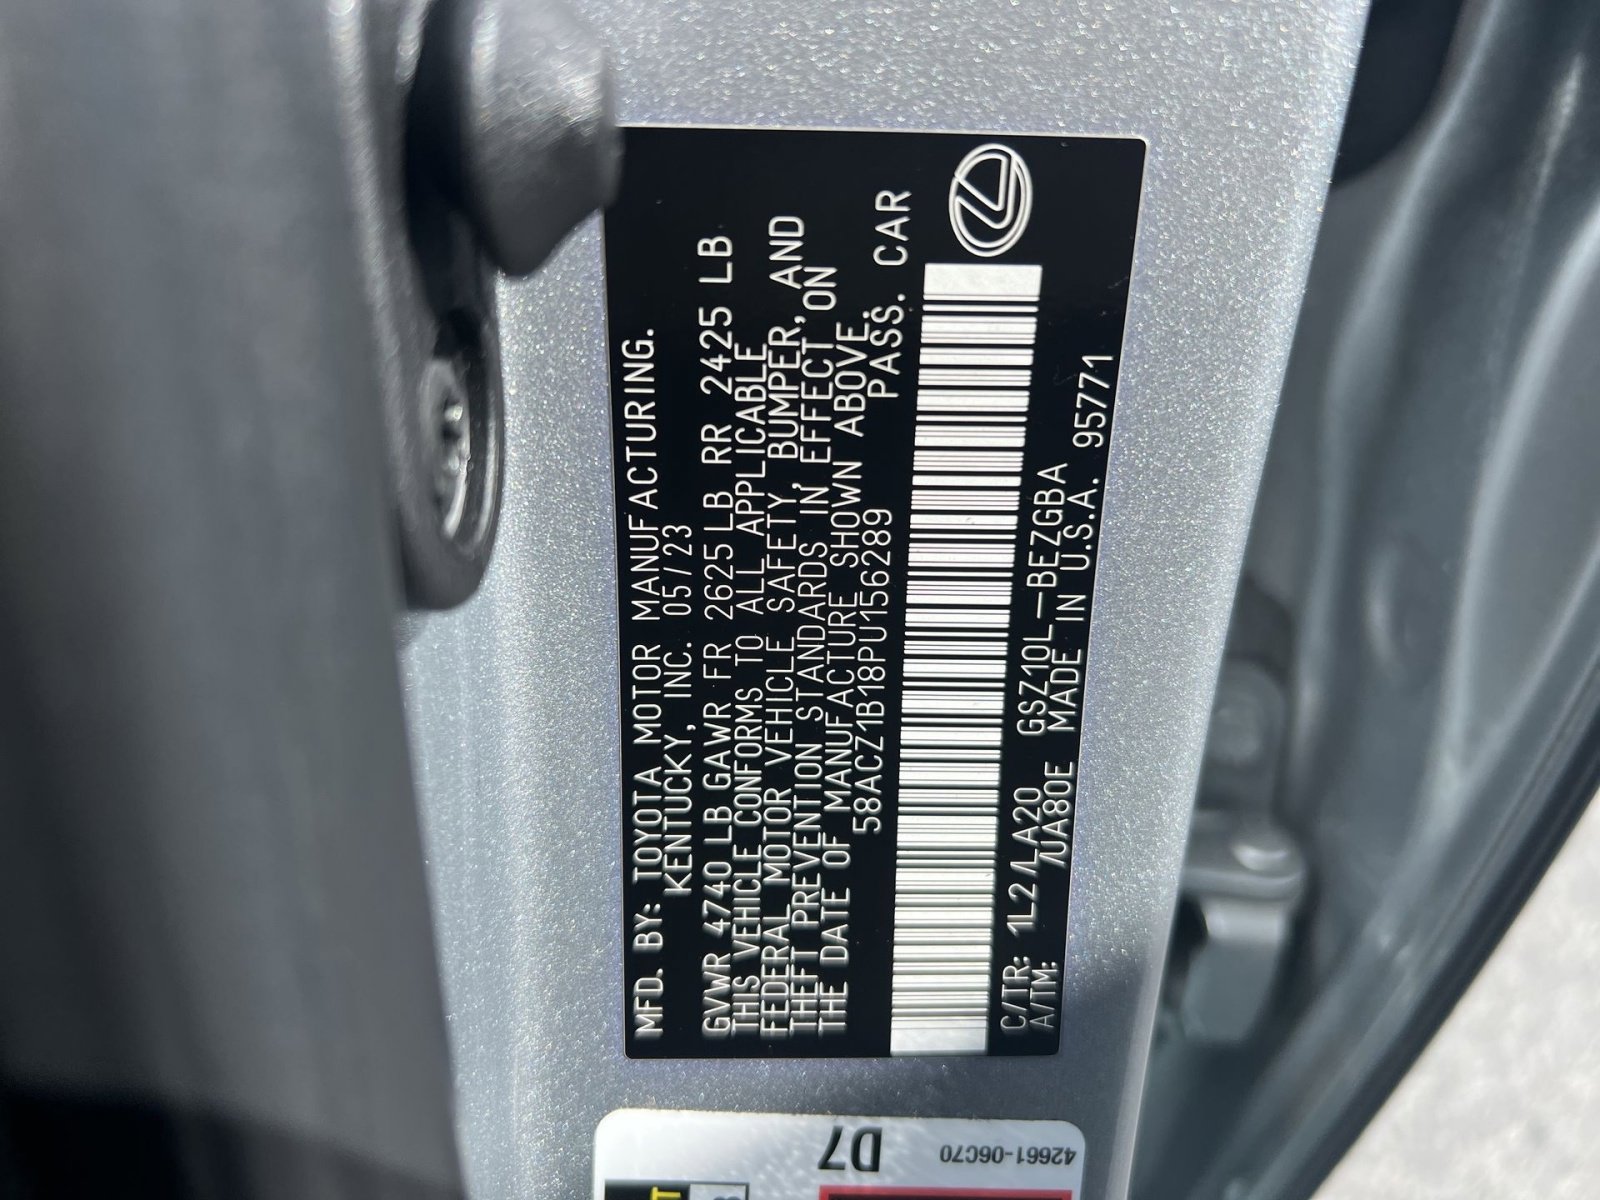 MFD. BY: TOYOTA MOTOR MANUFACTURING.
KENTUCKY, INC. 05/23
GVWR 4740 LB GAWR FR 2625 LB RR 2425 LB
THIS VEHICLE CONFORMS TO ALL APPLICABLE
FEDERAL MOTOR VEHICLE SAFETY, BUMPER, AND
THEFT PREVENTION STANDARDS IN EFFECT ON
THE DATE OF MANUFACTURE SHOWN ABOVE.
58ACZ1B18PU156289 PASS. CAR
C/TR: 1L2/LA20 GSZ10L-BEZGBA
A/TM: /UA80E MADE IN U.S.A. 95771
D7
42661-06C70